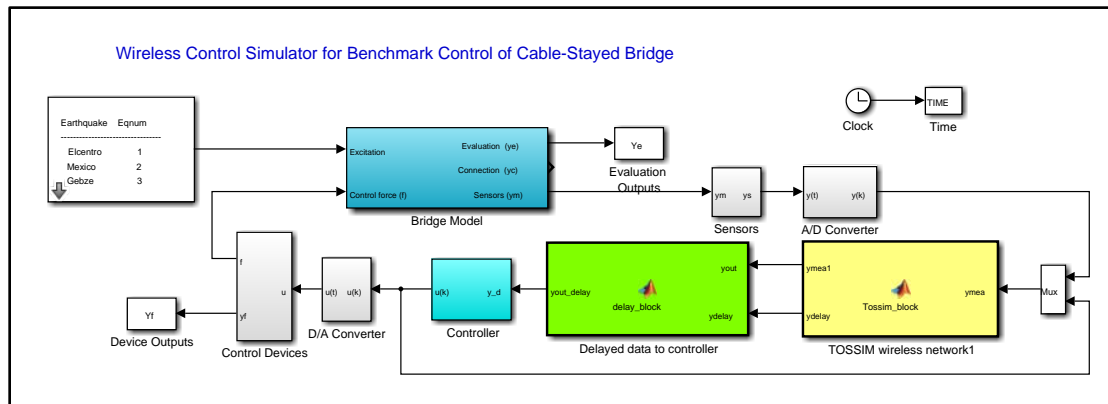 Wireless Control Simulator for Benchmark Control of Cable-Stayed Bridge
Earthquake Eqnum
--------------------------------
Elcentro 1
Mexico 2
Gebze 3
Excitation
Control force (f)
Evaluation (ye)
Connection (yc)
Sensors (ym)
Bridge Model
Ye
Evaluation
Outputs
Clock
TIME
Time
ym ys
Sensors
y(t) y(k)
A/D Converter
f
u
yf
Control Devices
Yf
Device Outputs
u(t) u(k)
D/A Converter
u(k) y_d
Controller
yout
yout_delay
delay_block
ydelay
Delayed data to controller
ymea1
ymea
Tossim_block
ydelay
TOSSIM wireless network1
Mux